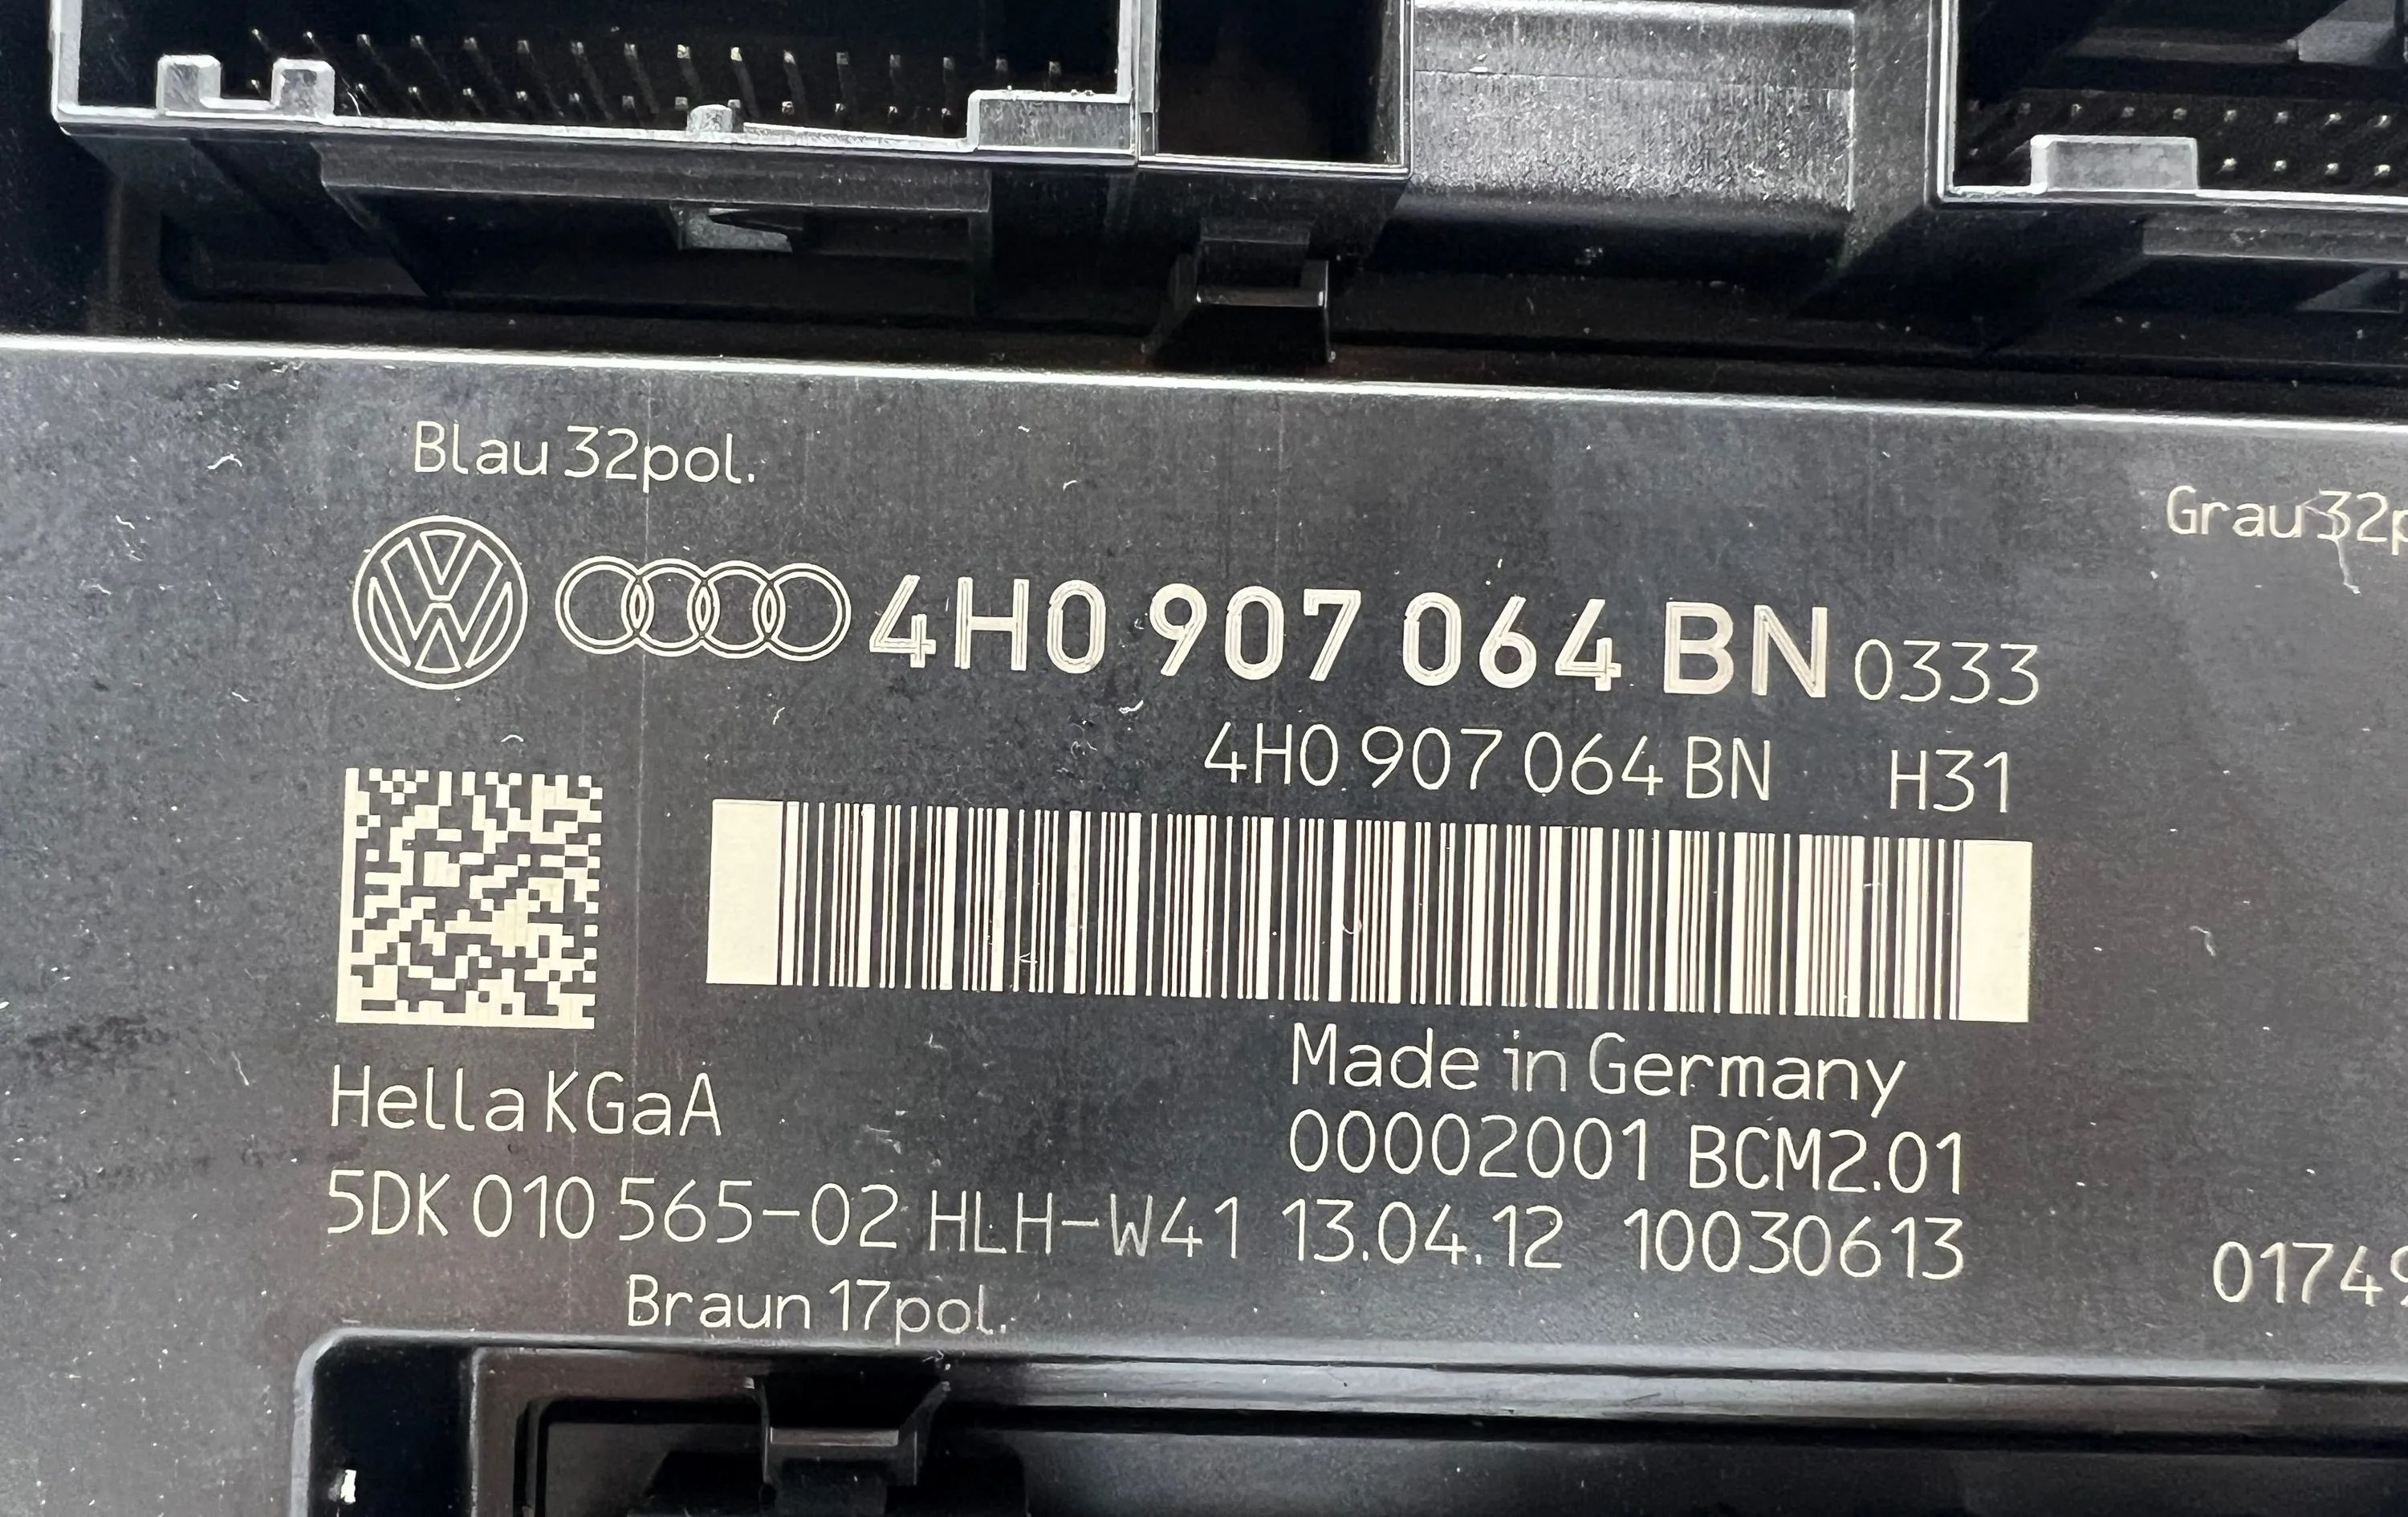 Blau 32pol.
Grau 32p
4H0 907 064 BN 0333
4H0 907 064 BN H31
Made in Germany
Hella KGaA
00002001 BCM2.01
5DK 010 565-02 HLH-W41 13.04.12 10030613
01749
Braun 17pol.